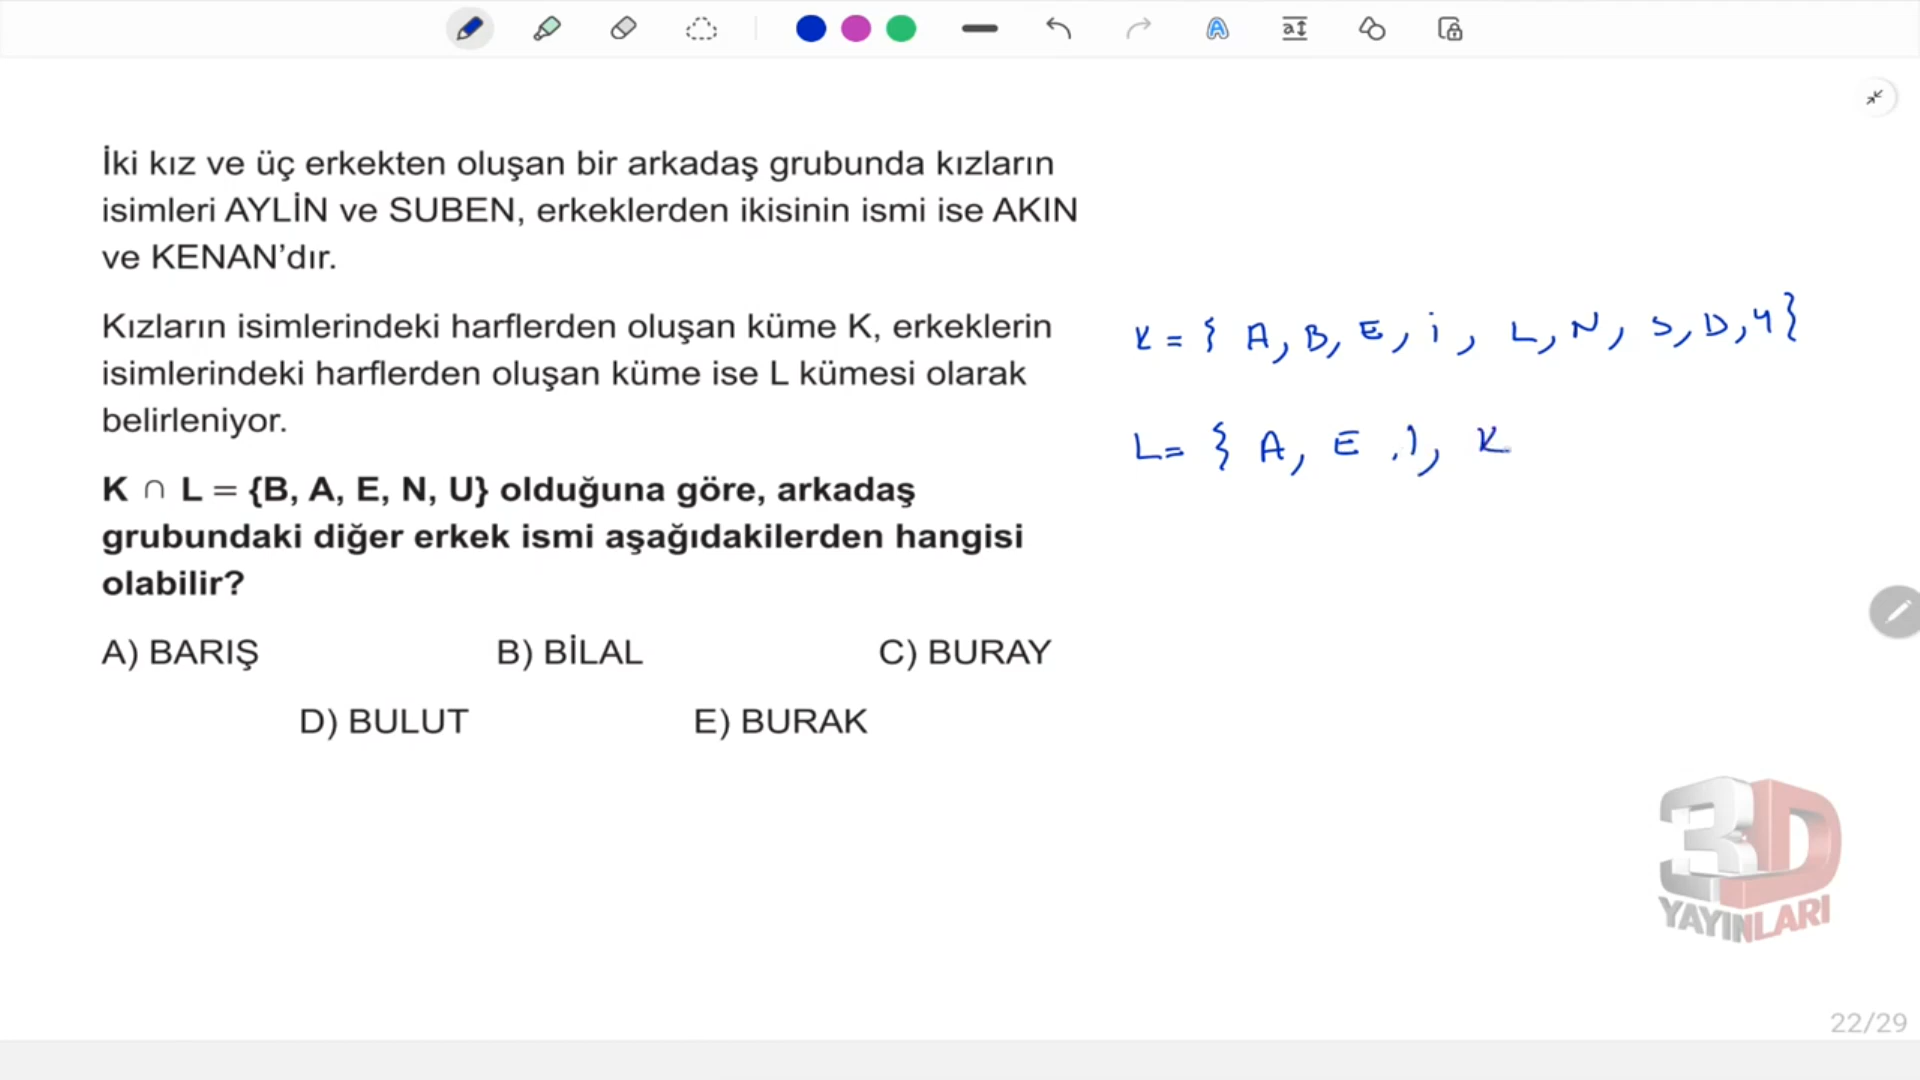 İki kız ve üç erkekten oluşan bir arkadaş grubunda kızların
isimleri AYLİN ve SUBEN, erkeklerden ikisinin ismi ise AKIN
ve KENAN’dır.
Kızların isimlerindeki harflerden oluşan küme K, erkeklerin
isimlerindeki harflerden oluşan küme ise L kümesi olarak
belirleniyor.
K ∩ L = {B, A, E, N, U} olduğuna göre, arkadaş
grubundaki diğer erkek ismi aşağıdakilerden hangisi
olabilir?
A) BARIŞ B) BİLAL C) BURAY
D) BULUT E) BURAK
K = { A, B, E, i, L, N, S, D, Y}
L = { A, E, I, K
3D
YAYINLARI
22/29